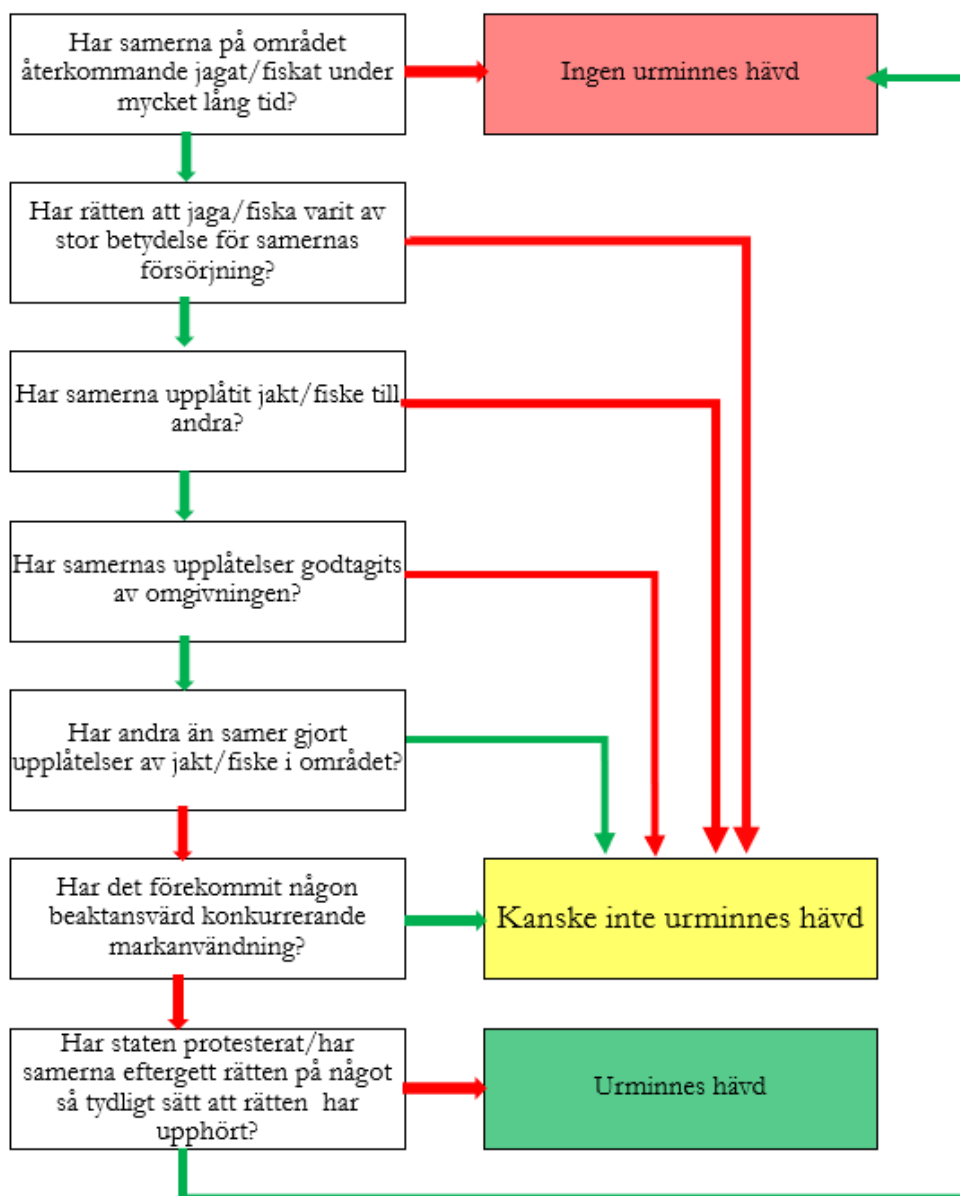 Har samerna på området
återkommande jagat/fiskat under
mycket lång tid?
Ingen urminnes hävd
Har rätten att jaga/fiska varit av
stor betydelse för samernas
försörjning?
Har samerna upplåtit jakt/fiske till
andra?
Har samernas upplåtelser godtagits
av omgivningen?
Har andra än samer gjort
upplåtelser av jakt/fiske i området?
Har det förekommit någon
beaktansvärd konkurrerande
markanvändning?
Kanske inte urminnes hävd
Har staten protesterat/har
samerna eftergett rätten på något
så tydligt sätt att rätten har
upphört?
Urminnes hävd